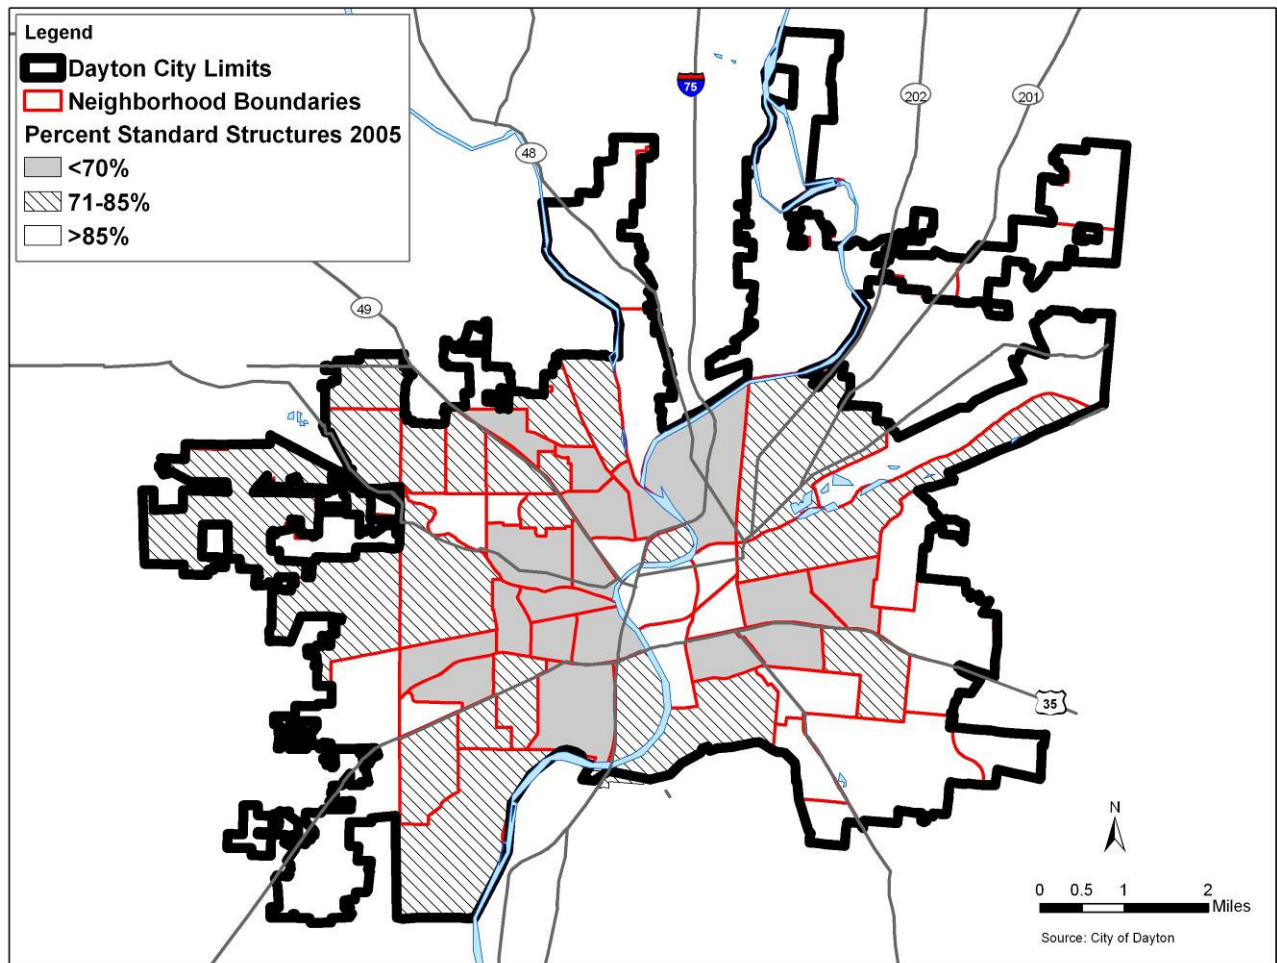 Legend
Dayton City Limits
Neighborhood Boundaries
Percent Standard Structures 2005
<70%
71-85%
>85%
75
202
201
48
49
35
N
0 0.5 1 2
Miles
Source: City of Dayton